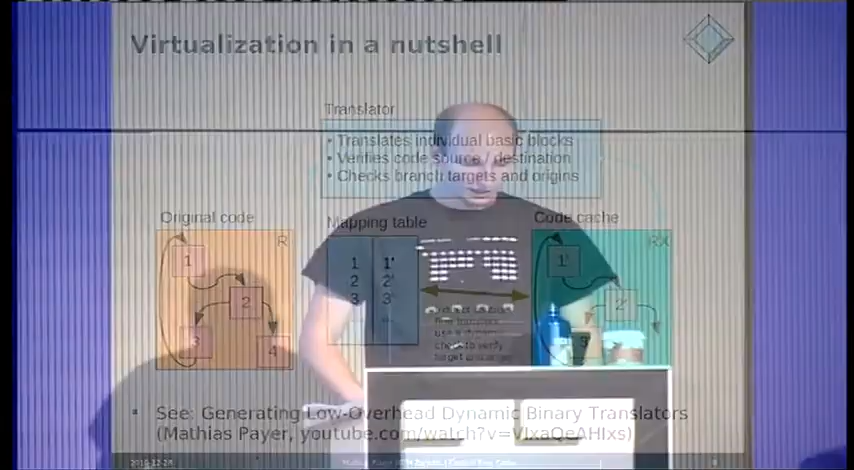 Virtualization in a nutshell
Translator
• Translates individual basic blocks
• Verifies code source / destination
• Checks branch targets and origins
Original code
Mapping table
Code cache
R
RX
1
2
3
4
1 1'
2 2'
3 3'
1'
2'
3'
▪ See: Generating Low-Overhead Dynamic Binary Translators
(Mathias Payer, youtube.com/watch?v=VIxaQeAHIxs)